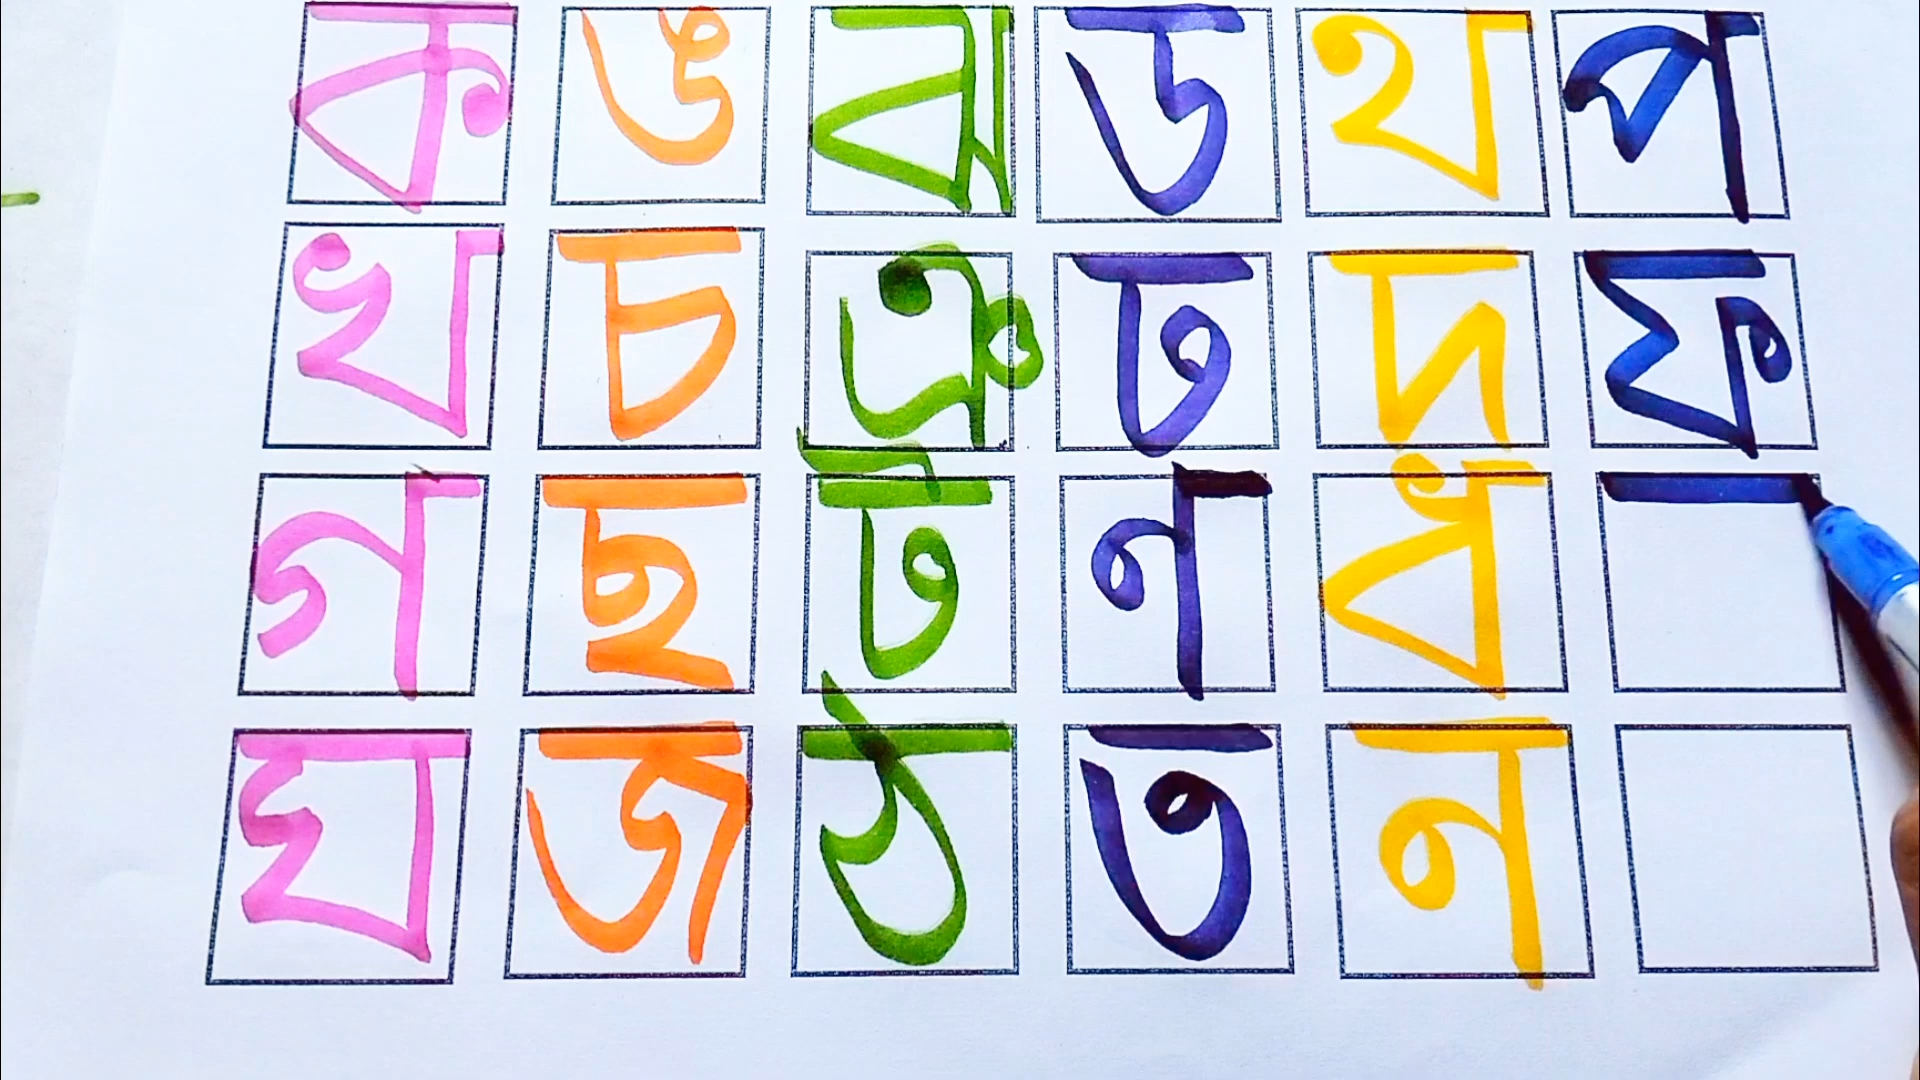 ক ঙ ঝ ড থ প
খ চ ঞ ঢ দ ফ
গ ছ ট ণ ধ
ঘ জ ঠ ত ন